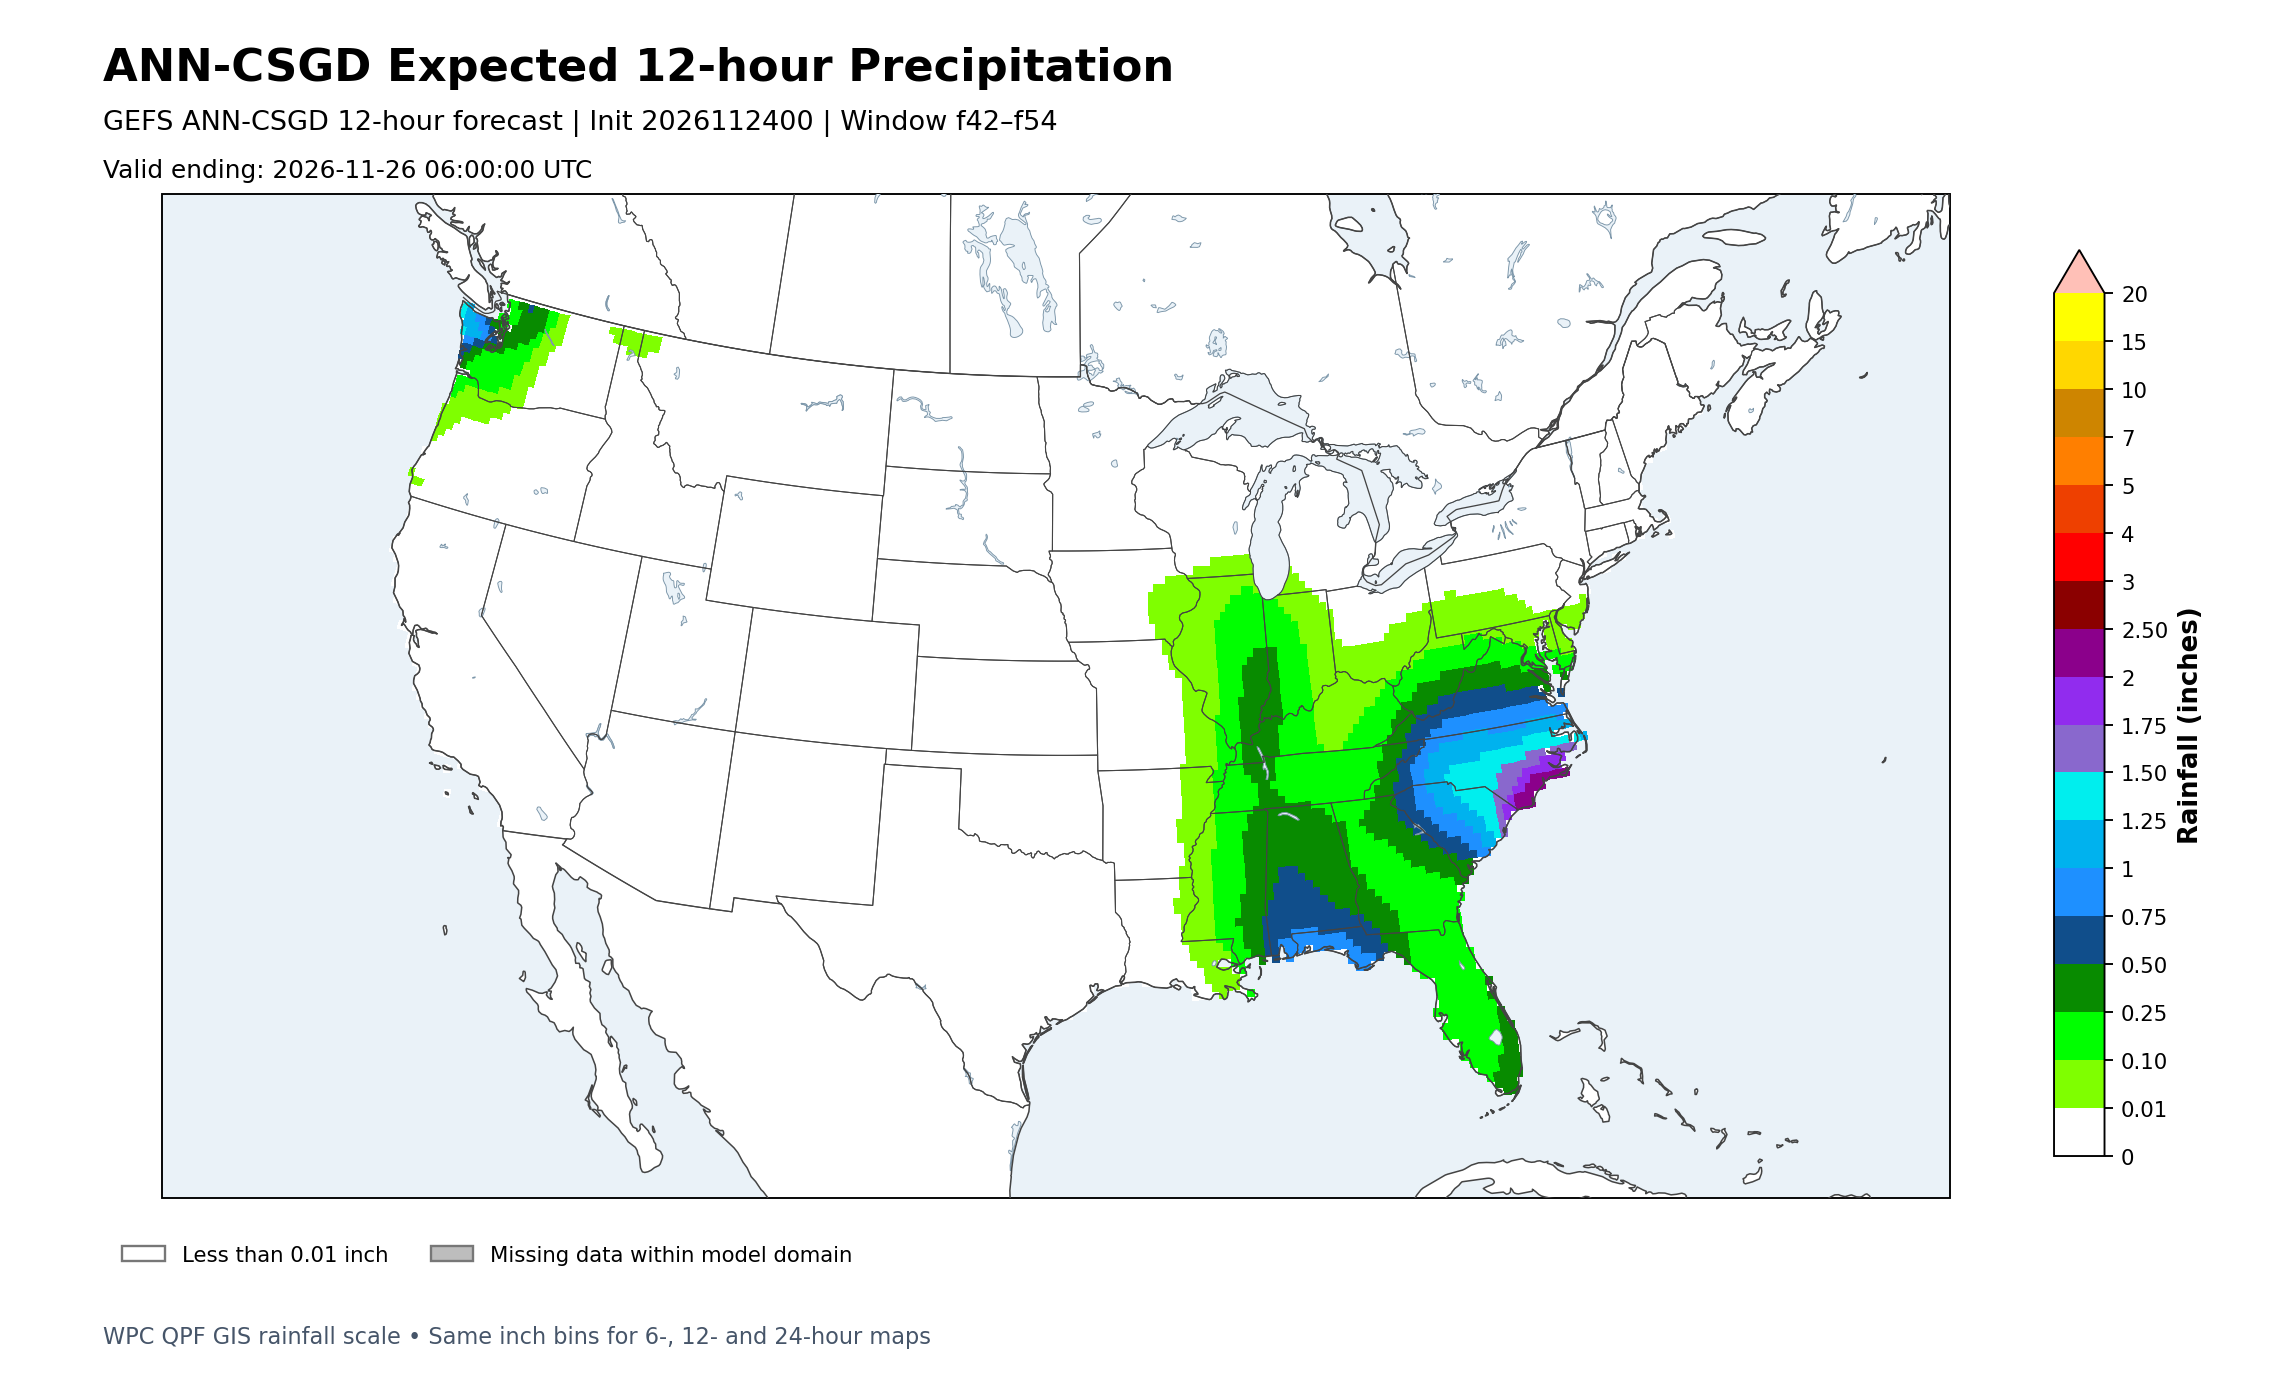 ANN-CSGD Expected 12-hour Precipitation
GEFS ANN-CSGD 12-hour forecast | Init 2026112400 | Window f42–f54
Valid ending: 2026-11-26 06:00:00 UTC
20
15
10
7
5
4
3
2.50
2
1.75
1.50
1.25
1
0.75
0.50
0.25
0.10
0.01
0
Rainfall (inches)
Less than 0.01 inch
Missing data within model domain
WPC QPF GIS rainfall scale • Same inch bins for 6-, 12- and 24-hour maps